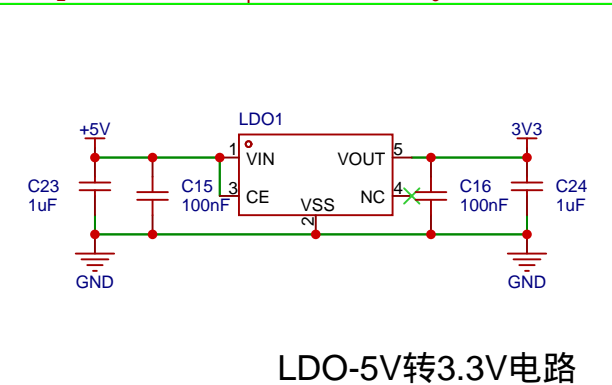 LDO1
+5V
3V3
1
VIN
VOUT
5
C23
1uF
C15
100nF
3
CE
VSS
2
NC
4
C16
100nF
C24
1uF
GND
GND
LDO-5V转3.3V电路